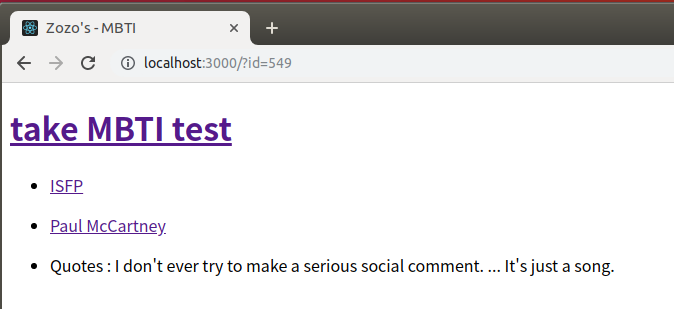 Zozo's - MBTI
localhost:3000/?id=549
take MBTI test
ISFP
Paul McCartney
Quotes : I don't ever try to make a serious social comment. ... It's just a song.